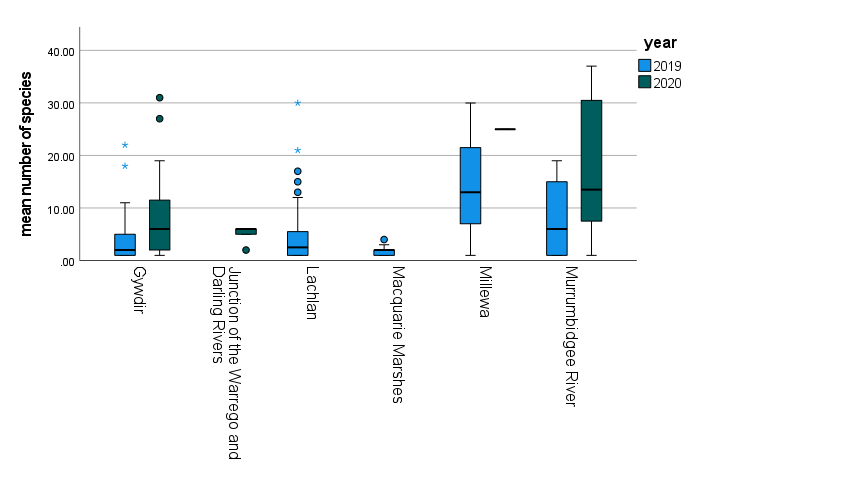 year
2019
2020
mean number of species
40.00
30.00
20.00
10.00
.00
Gywdir
Junction of the Warrego and
Darling Rivers
Lachlan
Macquarie Marshes
Millewa
Murrumbidgee River